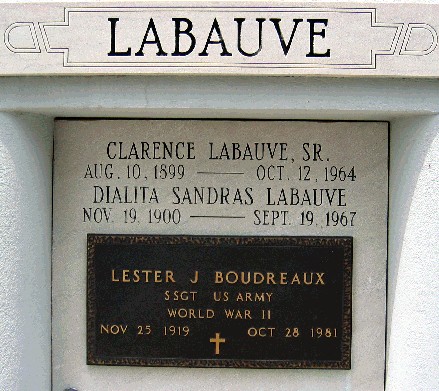 LABAUVE
CLARENCE LABAUVE, SR.
AUG. 10, 1899 —— OCT. 12, 1964
DIALITA SANDRAS LABAUVE
NOV. 19, 1900 —— SEPT. 19, 1967
LESTER J BOUDREAUX
SSGT US ARMY
WORLD WAR II
NOV 25 1919 OCT 28 1981